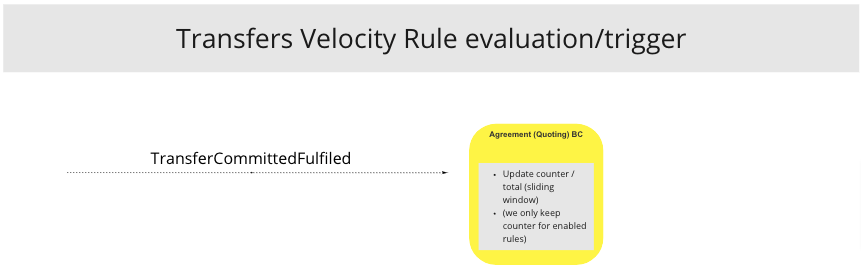 Transfers Velocity Rule evaluation/trigger
Agreement (Quoting) BC
TransferCommittedFulfiled
• Update counter /
total (sliding
window)
• (we only keep
counter for enabled
rules)